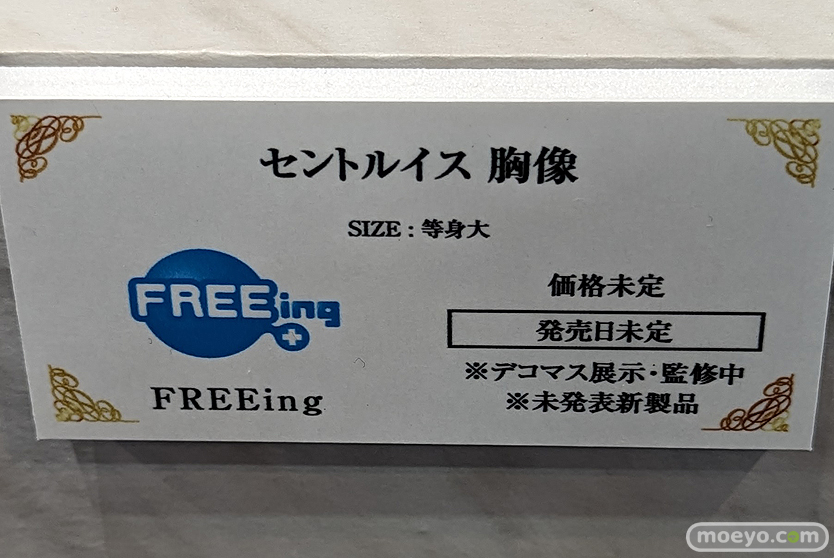 セントルイス 胸像
SIZE : 等身大
FREEing
FREEing
価格未定
発売日未定
※デコマス展示・監修中
※未発表新製品
moeyo.com